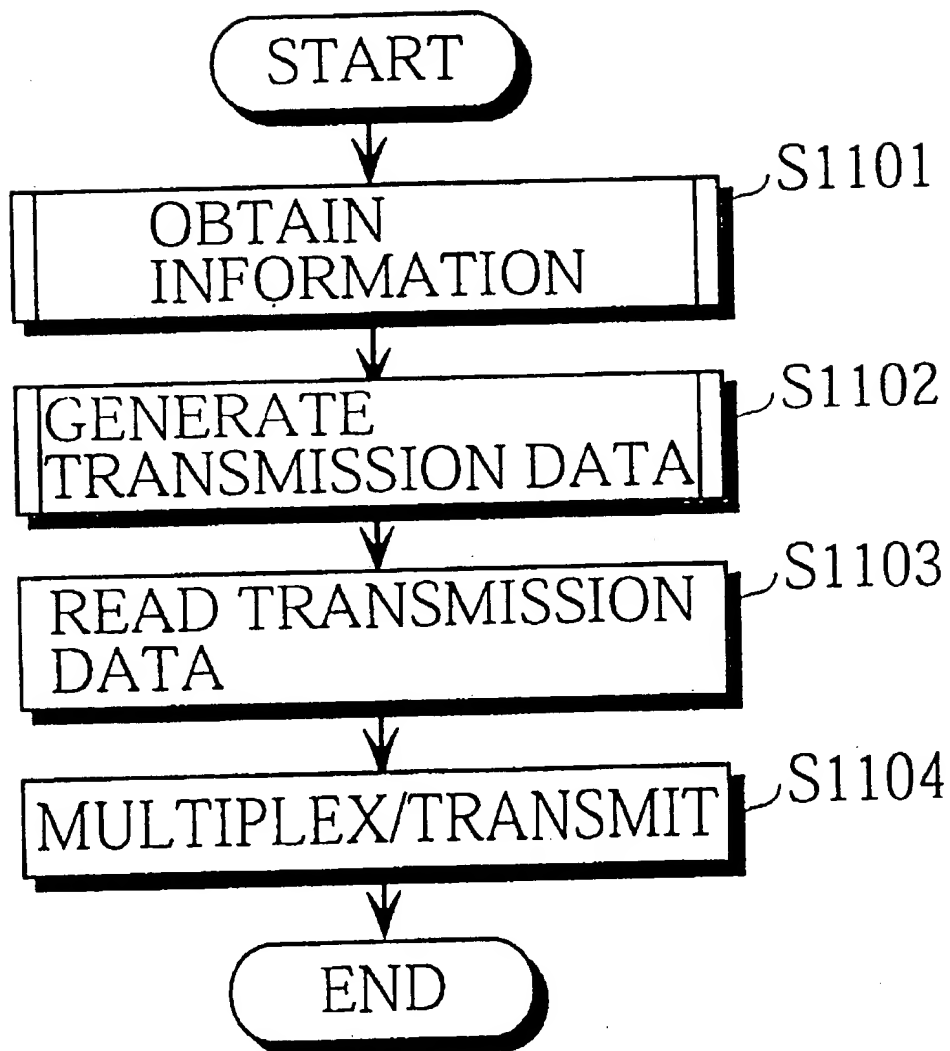 START
S1101
OBTAIN
INFORMATION
S1102
GENERATE
TRANSMISSION DATA
S1103
READ TRANSMISSION
DATA
S1104
MULTIPLEX/TRANSMIT
END